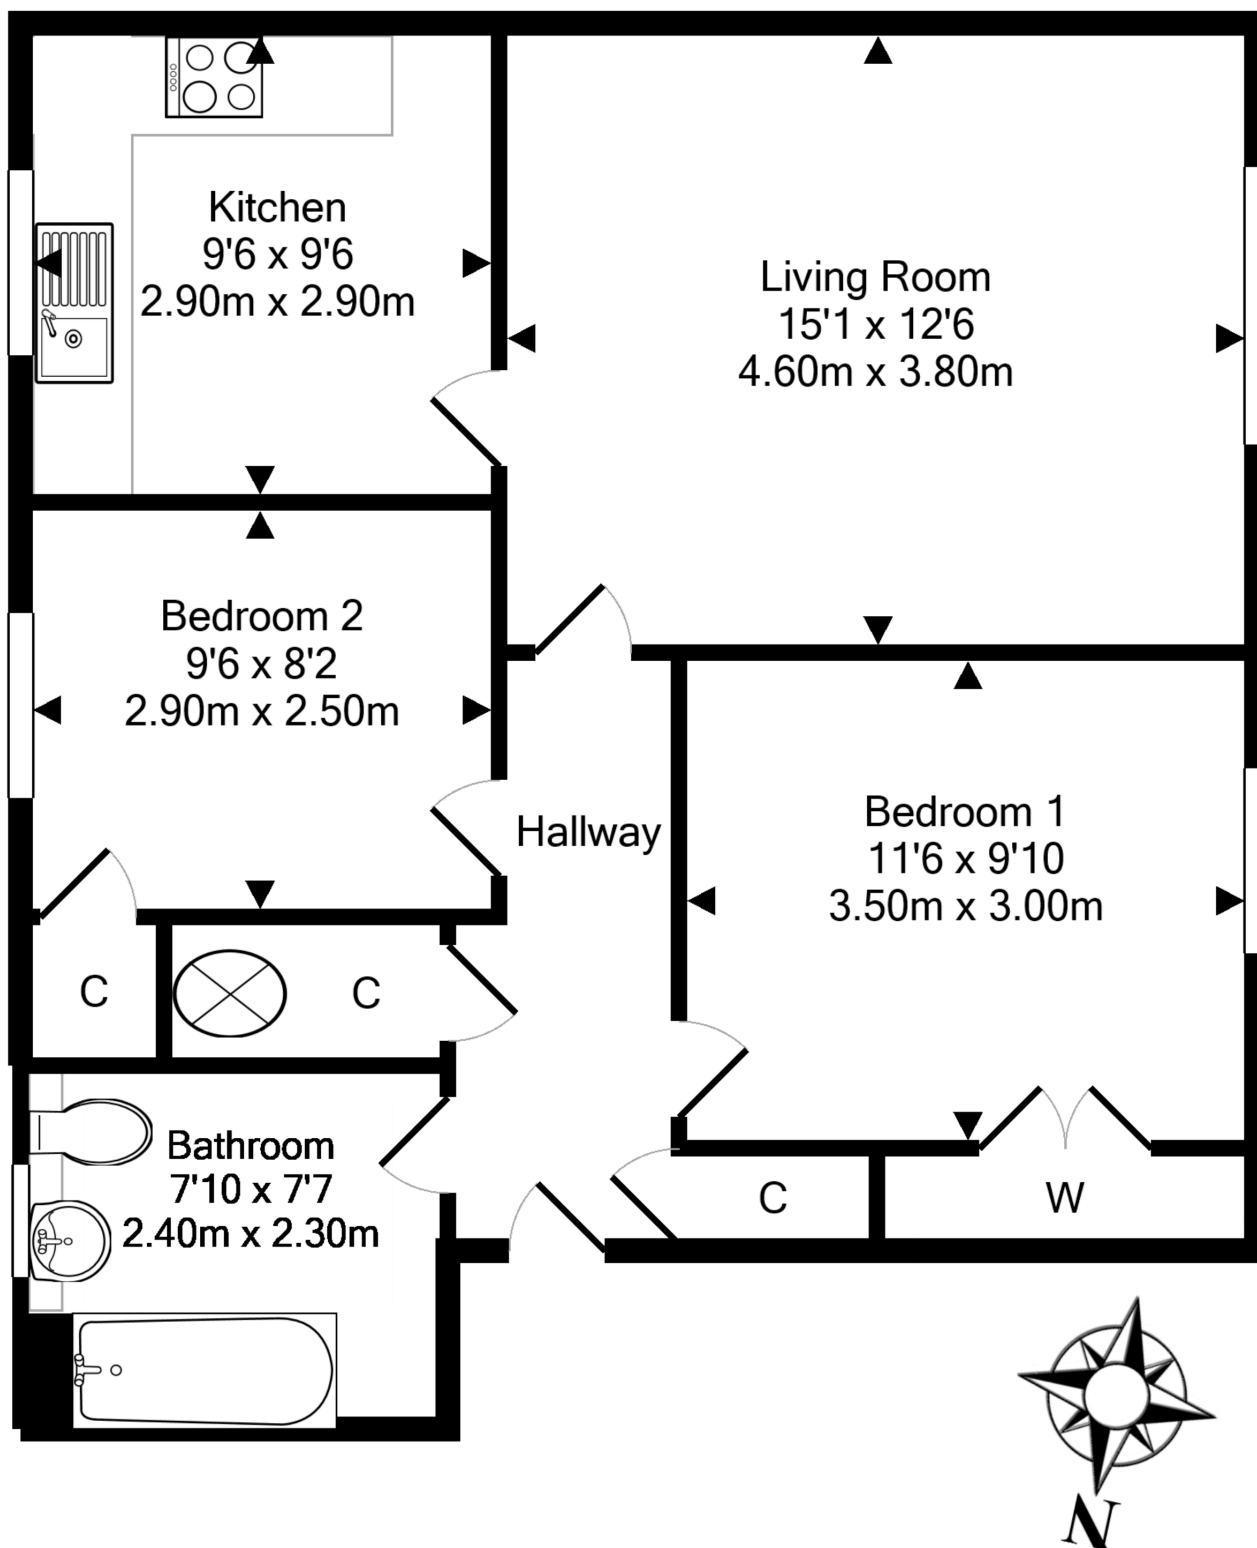 Kitchen
9'6 x 9'6
2.90m x 2.90m
Living Room
15'1 x 12'6
4.60m x 3.80m
Bedroom 2
9'6 x 8'2
2.90m x 2.50m
Hallway
Bedroom 1
11'6 x 9'10
3.50m x 3.00m
C
C
Bathroom
7'10 x 7'7
2.40m x 2.30m
C
W
N